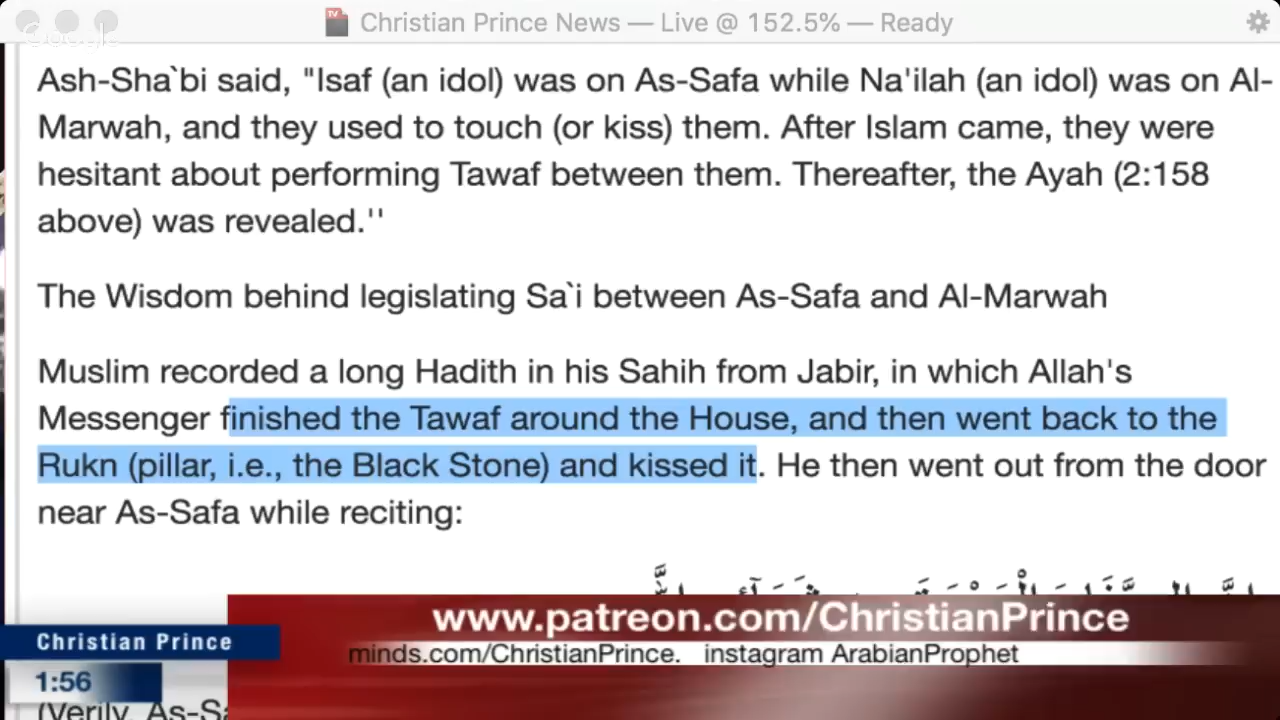 Christian Prince News — Live @ 152.5% — Ready
Google
Ash-Sha`bi said, "Isaf (an idol) was on As-Safa while Na'ilah (an idol) was on Al-
Marwah, and they used to touch (or kiss) them. After Islam came, they were
hesitant about performing Tawaf between them. Thereafter, the Ayah (2:158
above) was revealed.''
The Wisdom behind legislating Sa`i between As-Safa and Al-Marwah
Muslim recorded a long Hadith in his Sahih from Jabir, in which Allah's
Messenger finished the Tawaf around the House, and then went back to the
Rukn (pillar, i.e., the Black Stone) and kissed it. He then went out from the door
near As-Safa while reciting:
www.patreon.com/ChristianPrince
Christian Prince
minds.com/ChristianPrince. instagram ArabianProphet
1:56
(Verily, As-Sa